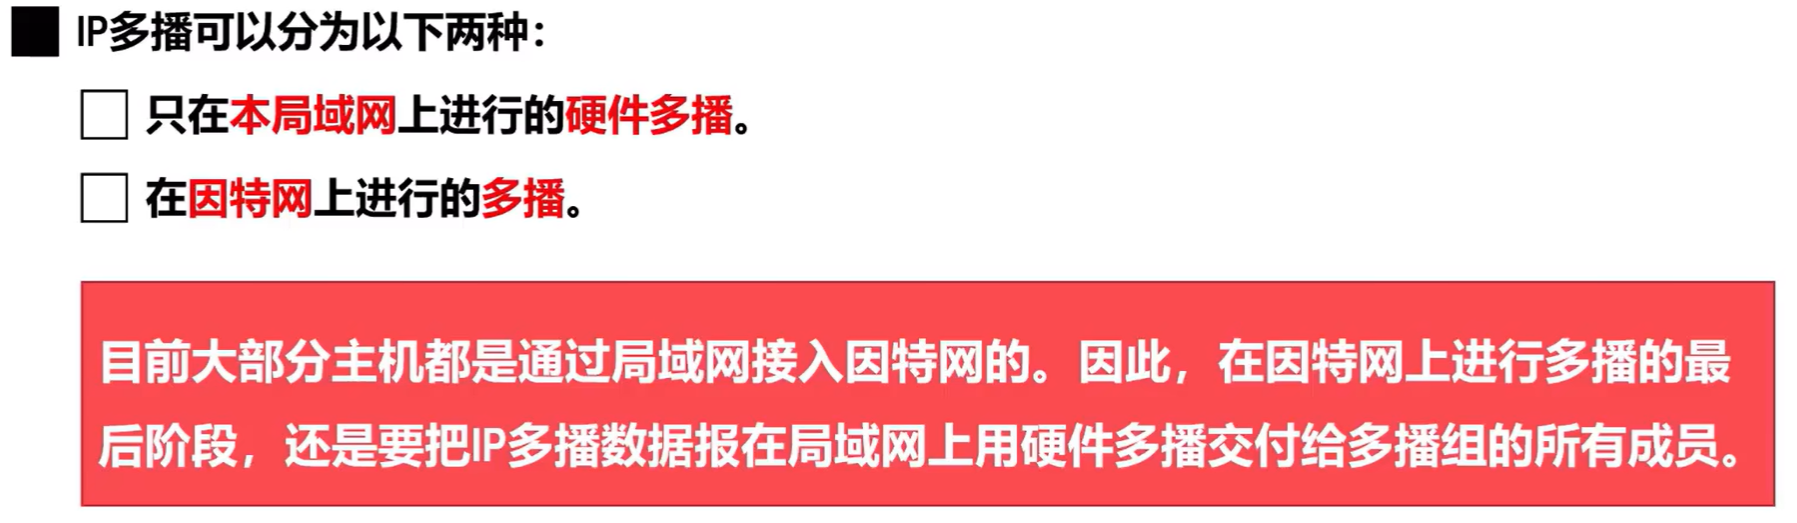 IP多播可以分为以下两种：
只在本局域网上进行的硬件多播。
在因特网上进行的多播。
目前大部分主机都是通过局域网接入因特网的。因此，在因特网上进行多播的最
后阶段，还是要把IP多播数据报在局域网上用硬件多播交付给多播组的所有成员。